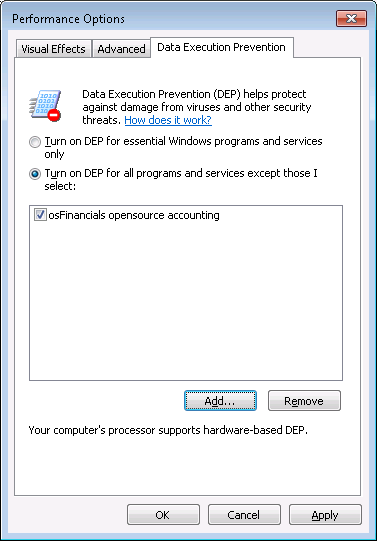 Performance Options
Visual Effects Advanced Data Execution Prevention
Data Execution Prevention (DEP) helps protect
against damage from viruses and other security
threats. How does it work?
Turn on DEP for essential Windows programs and services
only
Turn on DEP for all programs and services except those I
select:
osFinancials opensource accounting
Add... Remove
Your computer's processor supports hardware-based DEP.
OK Cancel Apply